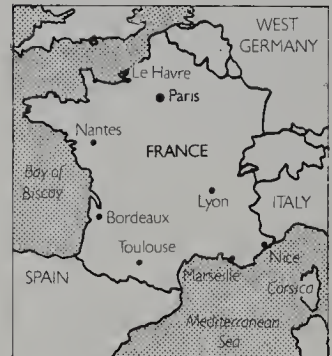 WEST
GERMANY
Le Havre
Paris
Nantes
FRANCE
Bay of
Biscay
Lyon
ITALY
Bordeaux
Toulouse
Nice
SPAIN
Marseille
Corsica
Mediterranean
Sea